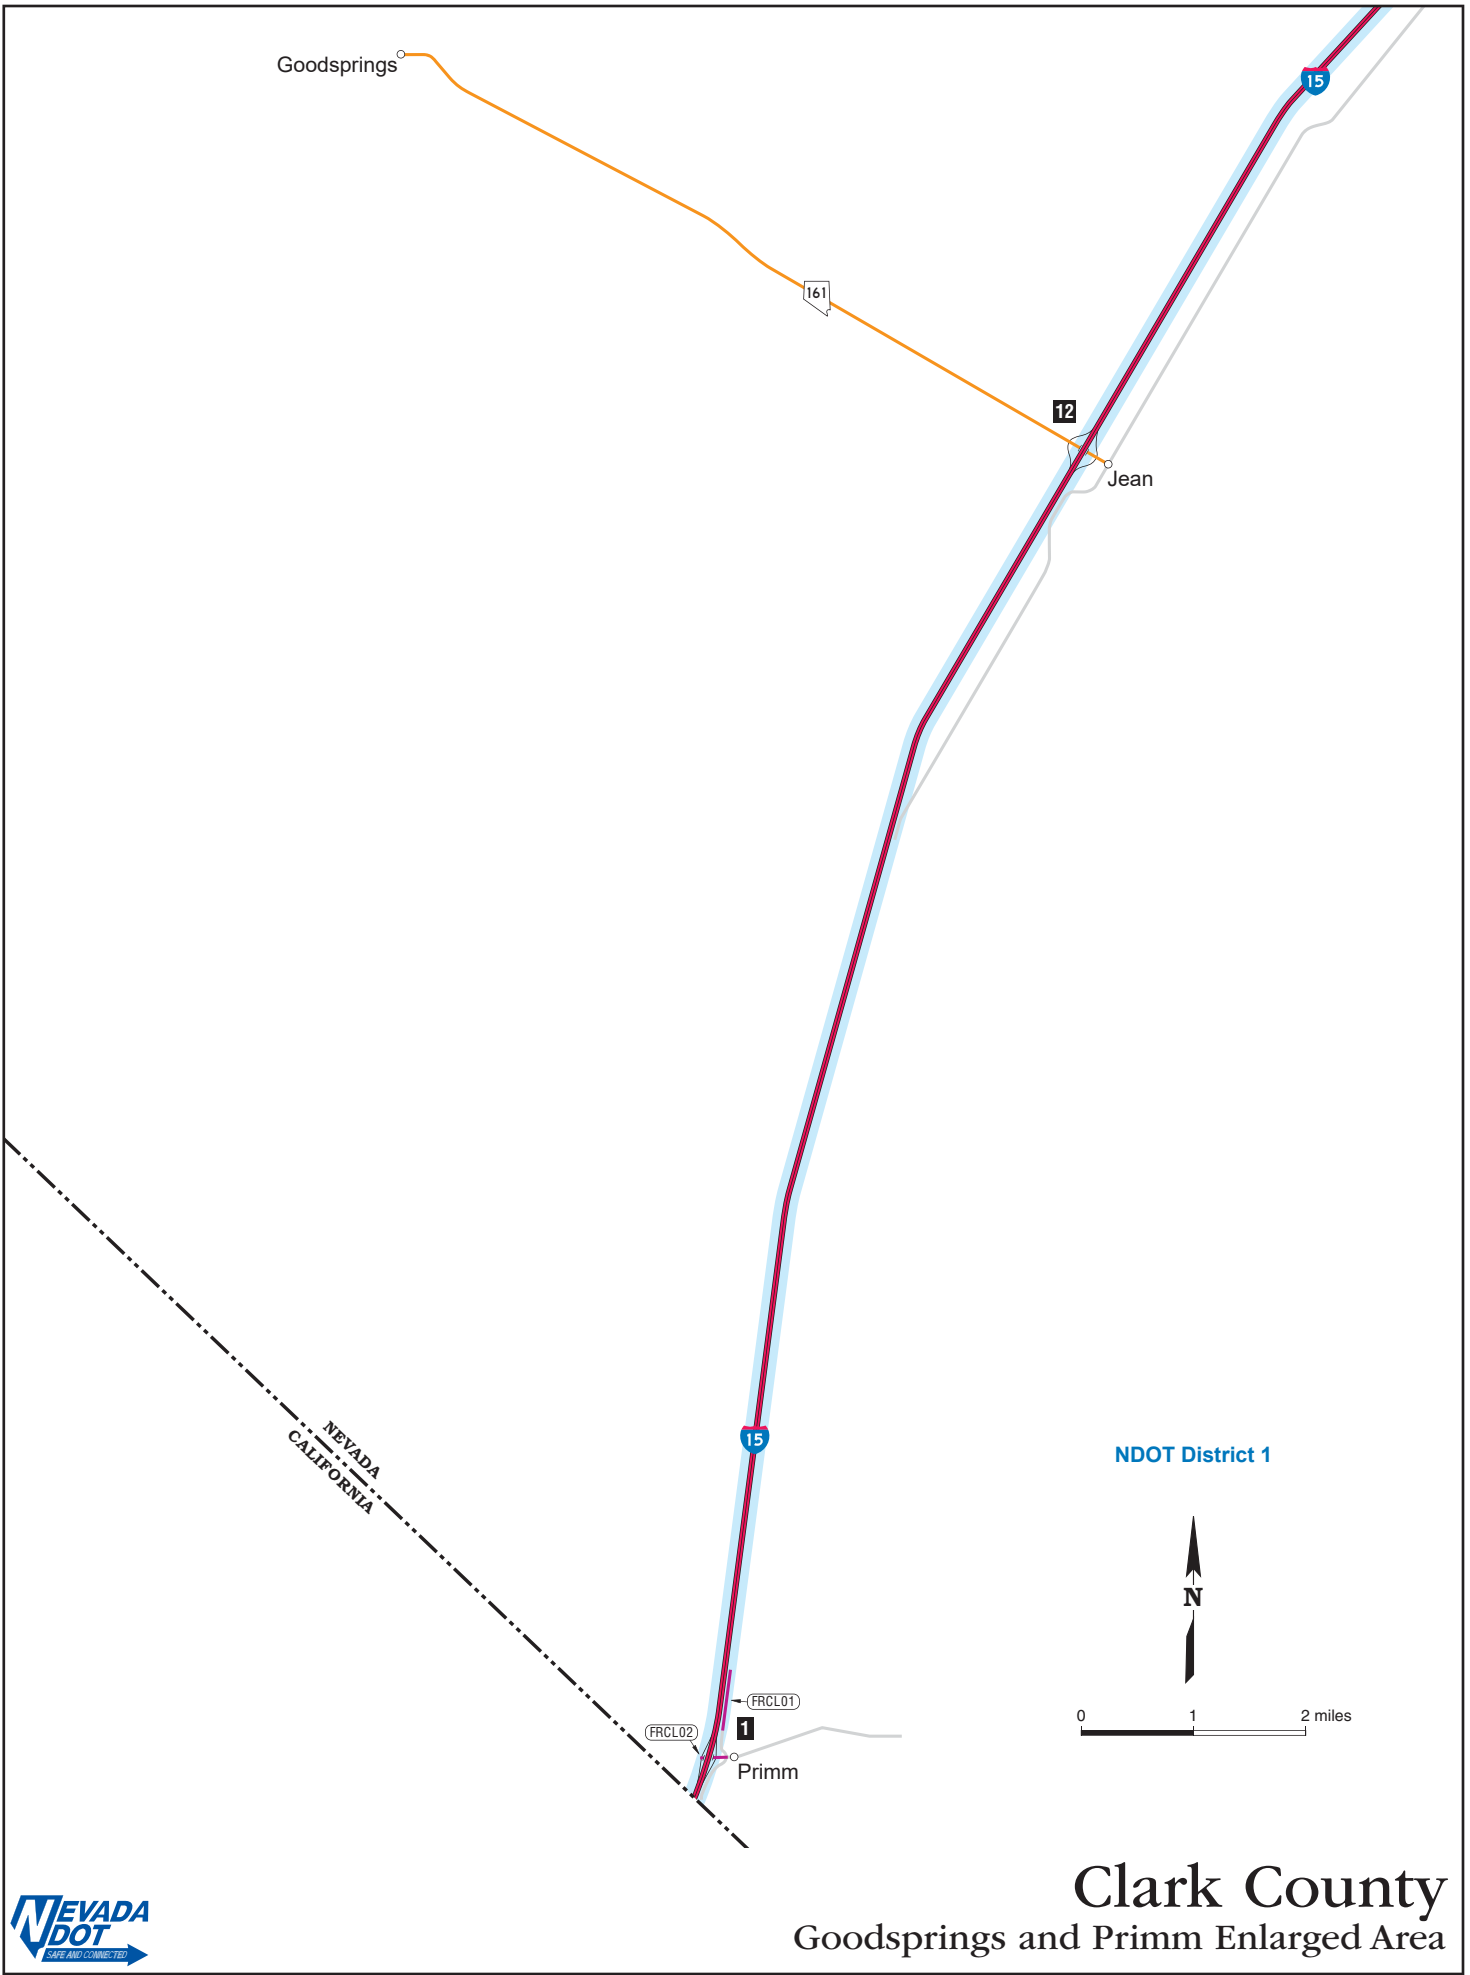 Goodsprings
15
161
12
Jean
NEVADA
CALIFORNIA
15
NDOT District 1
N
FRCL01
FRCL02
1
0 1 2 miles
Primm
Clark County
Goodsprings and Primm Enlarged Area
NEVADA
DOT
SAFE AND CONNECTED